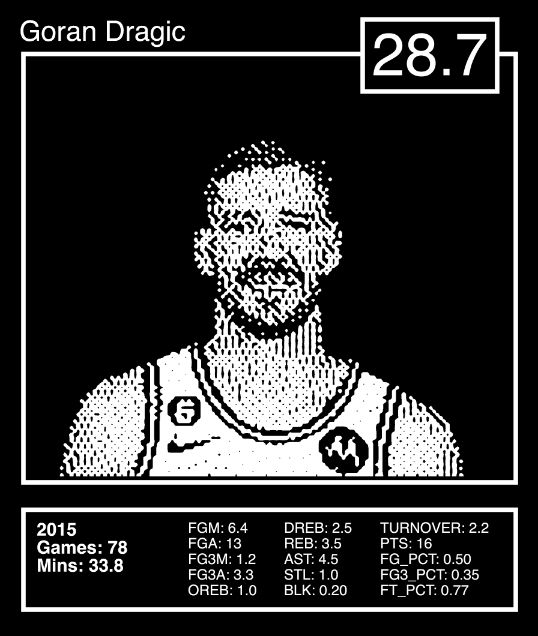 Goran Dragic
28.7
6
2015
Games: 78
Mins: 33.8
FGM: 6.4
FGA: 13
FG3M: 1.2
FG3A: 3.3
OREB: 1.0
DREB: 2.5
REB: 3.5
AST: 4.5
STL: 1.0
BLK: 0.20
TURNOVER: 2.2
PTS: 16
FG_PCT: 0.50
FG3_PCT: 0.35
FT_PCT: 0.77